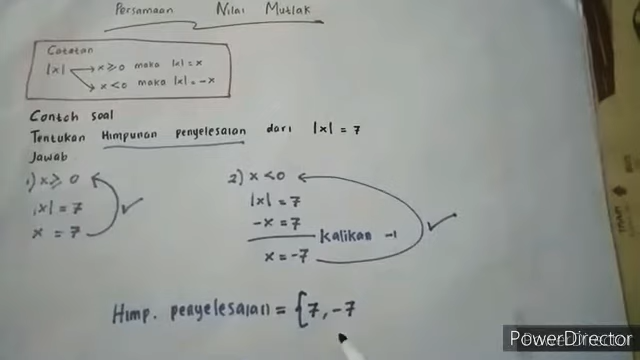 Persamaan Nilai Mutlak
Catatan
|x| → x ≥ 0 maka |x| = x
→ x < 0 maka |x| = -x
Contoh soal
Tentukan Himpunan penyelesaian dari |x| = 7
Jawab
1) x ≥ 0
|x| = 7
x = 7
2) x < 0
|x| = 7
-x = 7
Kalikan -1
x = -7
Himp. penyelesaian = {7, -7
PowerDirector